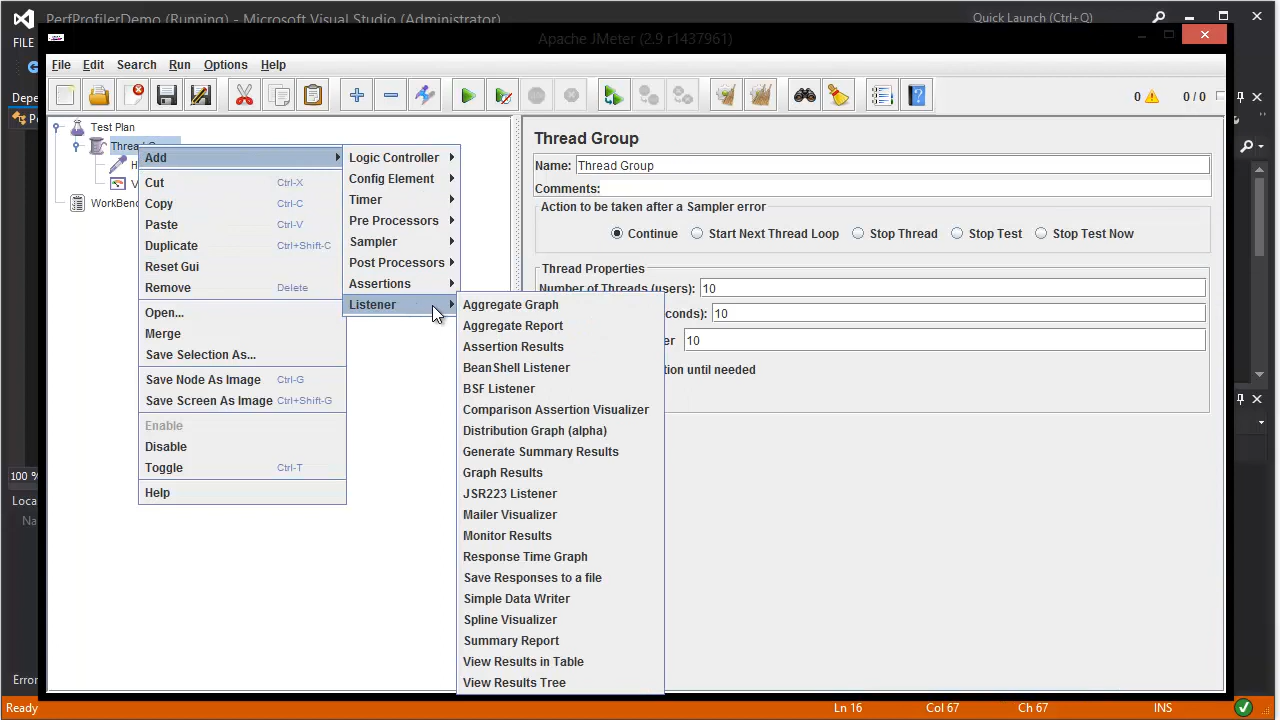 PerfProfilerDemo (Running) - Microsoft Visual Studio (Administrator)
Quick Launch (Ctrl+Q)
FILE
Apache JMeter (2.9 r1437961)
File Edit Search Run Options Help
0 0 / 0
Depe
Test Plan
Thread
WorkBenc
Add
Cut Ctrl-X
Copy Ctrl-C
Paste Ctrl-V
Duplicate Ctrl+Shift-C
Reset Gui
Remove Delete
Open...
Merge
Save Selection As...
Save Node As Image Ctrl-G
Save Screen As Image Ctrl+Shift-G
Enable
Disable
Toggle Ctrl-T
Help
Logic Controller
Config Element
Timer
Pre Processors
Sampler
Post Processors
Assertions
Listener
Aggregate Graph
Aggregate Report
Assertion Results
BeanShell Listener
BSF Listener
Comparison Assertion Visualizer
Distribution Graph (alpha)
Generate Summary Results
Graph Results
JSR223 Listener
Mailer Visualizer
Monitor Results
Response Time Graph
Save Responses to a file
Simple Data Writer
Spline Visualizer
Summary Report
View Results in Table
View Results Tree
Thread Group
Name: Thread Group
Comments:
Action to be taken after a Sampler error
Continue Start Next Thread Loop Stop Thread Stop Test Stop Test Now
Thread Properties
Number of Threads (users): 10
econds): 10
10
tion until needed
100 %
Loca
Na
Error
Ready Ln 16 Col 67 Ch 67 INS